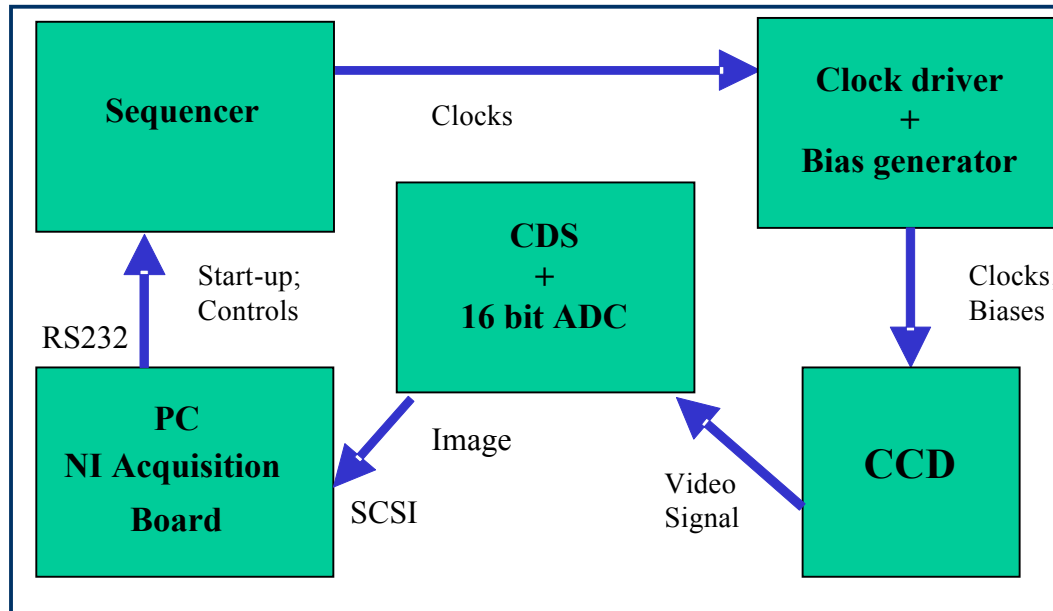 Sequencer
Clocks
Clock driver
+
Bias generator
CDS
+
16 bit ADC
Start-up;
Controls
RS232
Clocks
Biases
PC
NI Acquisition
Board
Image
SCSI
Video
Signal
CCD